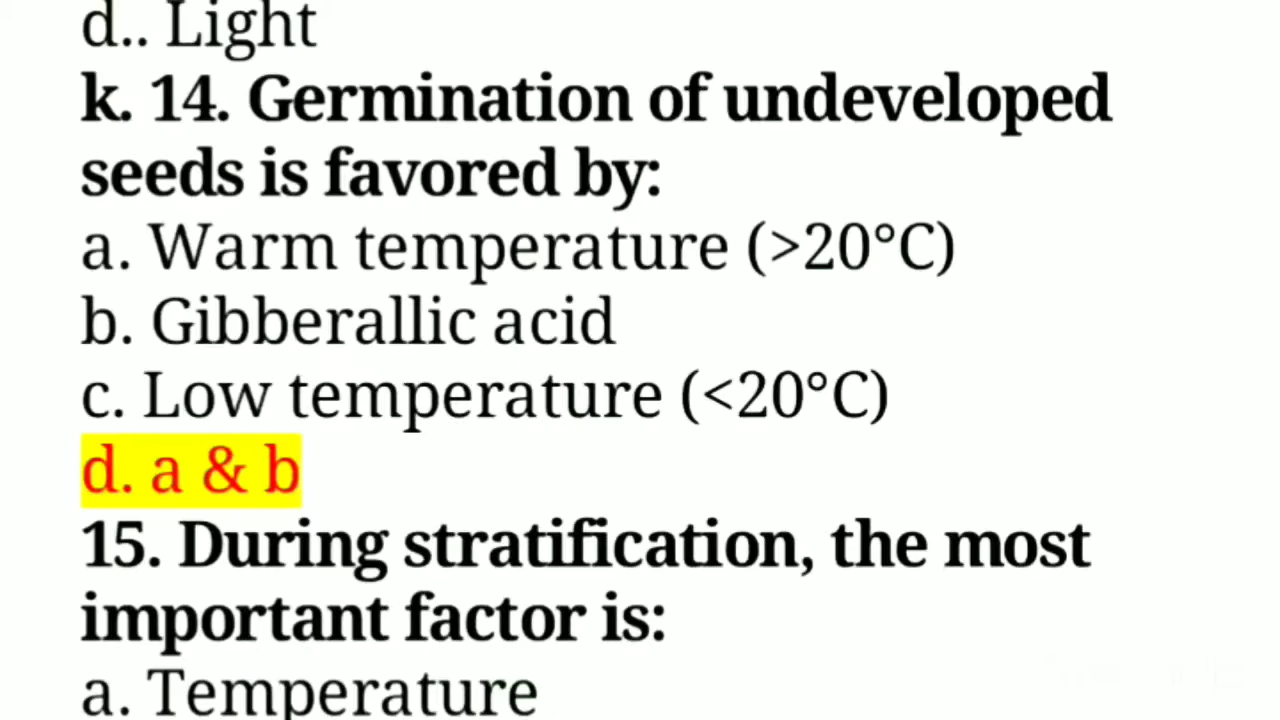 d.. Light
k. 14. Germination of undeveloped
seeds is favored by:
a. Warm temperature (>20°C)
b. Gibberallic acid
c. Low temperature (<20°C)
d. a & b
15. During stratification, the most
important factor is:
a. Temperature